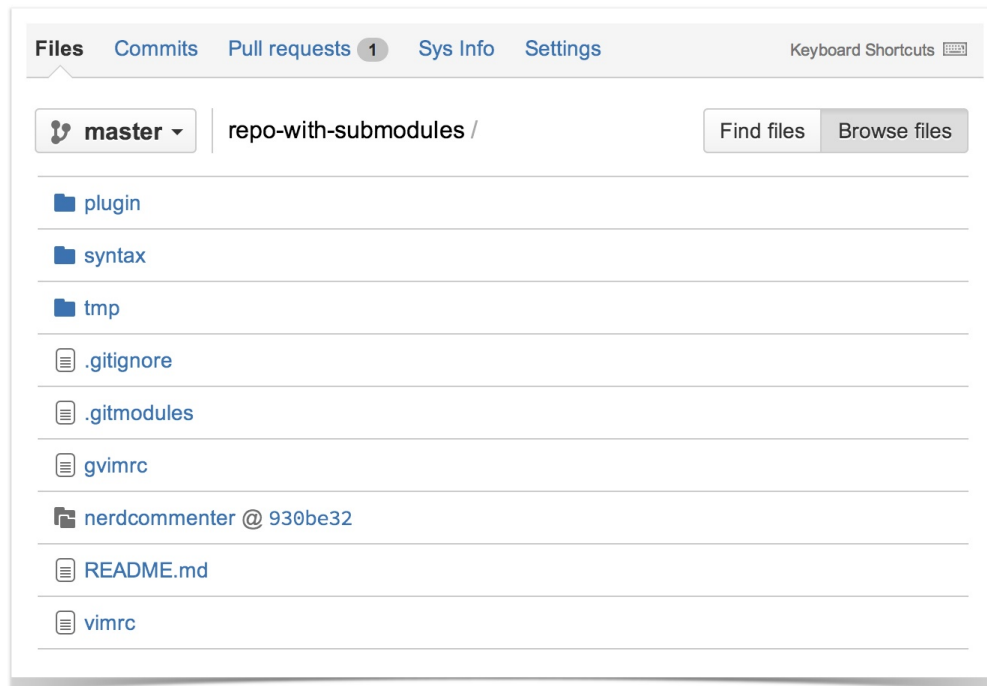 Files Commits Pull requests 1 Sys Info Settings Keyboard Shortcuts
master repo-with-submodules / Find files Browse files
plugin
syntax
tmp
.gitignore
.gitmodules
gvimrc
nerdcommenter @ 930be32
README.md
vimrc